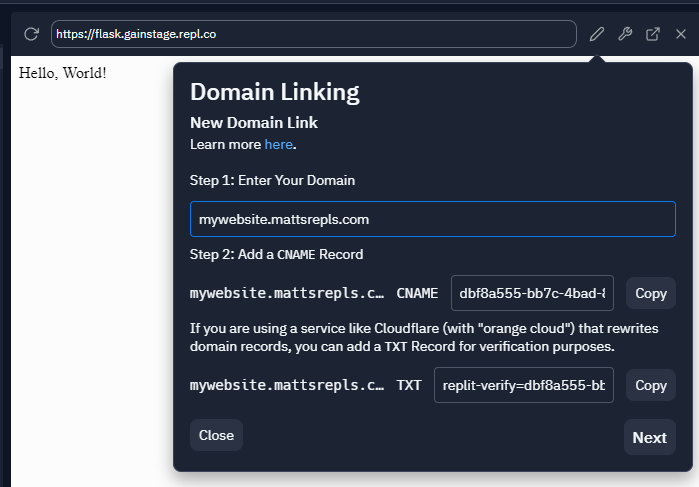 https://flask.gainstage.repl.co
Hello, World!
Domain Linking
New Domain Link
Learn more here.
Step 1: Enter Your Domain
mywebsite.mattsrepls.com
Step 2: Add a CNAME Record
mywebsite.mattsrepls.c… CNAME dbf8a555-bb7c-4bad- Copy
If you are using a service like Cloudflare (with "orange cloud") that rewrites
domain records, you can add a TXT Record for verification purposes.
mywebsite.mattsrepls.c… TXT replit-verify=dbf8a555-bb Copy
Close Next